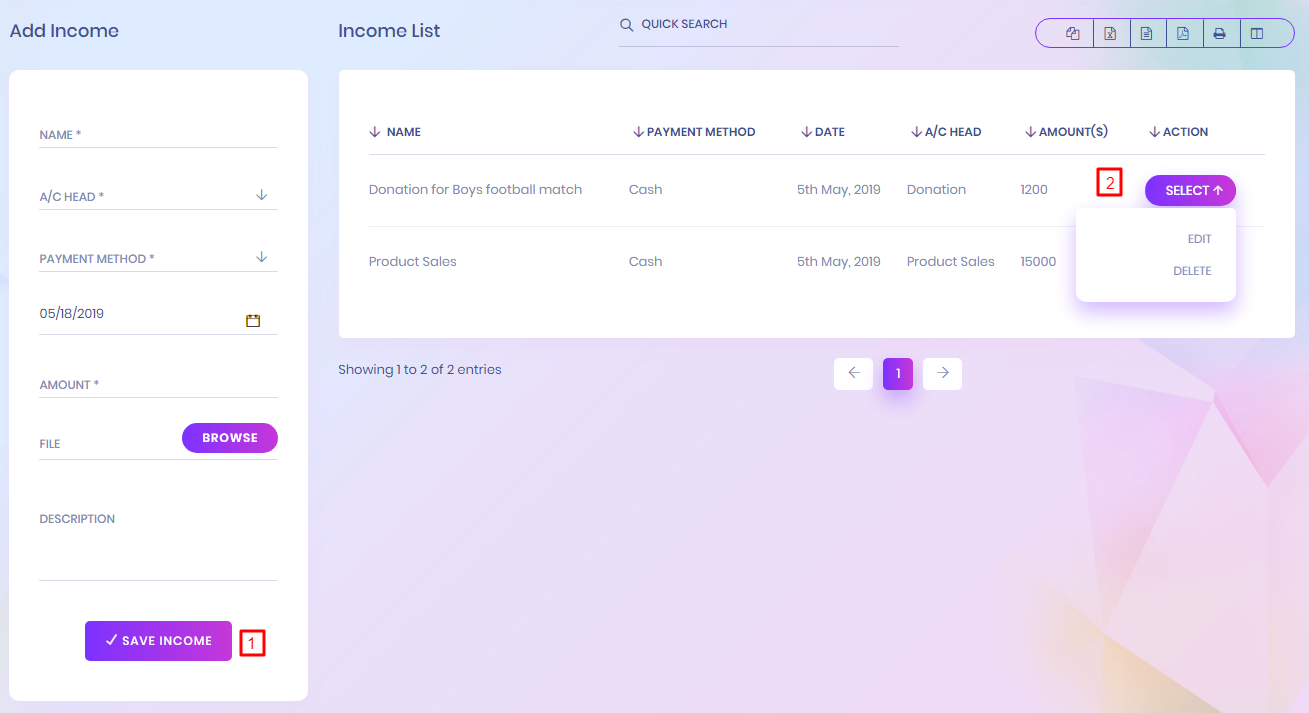 Add Income
Income List
QUICK SEARCH
NAME *
A/C HEAD *
PAYMENT METHOD *
05/18/2019
AMOUNT *
FILE
BROWSE
DESCRIPTION
SAVE INCOME
1
NAME PAYMENT METHOD DATE A/C HEAD AMOUNT($) ACTION
Donation for Boys football match Cash 5th May, 2019 Donation 1200 2 SELECT
EDIT
DELETE
Product Sales Cash 5th May, 2019 Product Sales 15000
Showing 1 to 2 of 2 entries
1